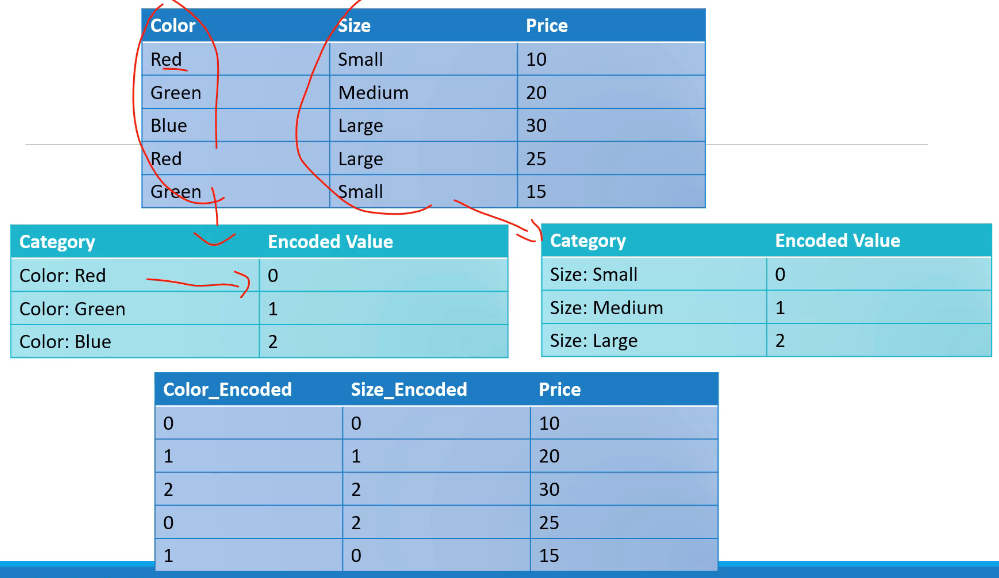 Color Size Price
Red Small 10
Green Medium 20
Blue Large 30
Red Large 25
Green Small 15
Category Encoded Value
Color: Red 0
Color: Green 1
Color: Blue 2
Category Encoded Value
Size: Small 0
Size: Medium 1
Size: Large 2
Color_Encoded Size_Encoded Price
0 0 10
1 1 20
2 2 30
0 2 25
1 0 15